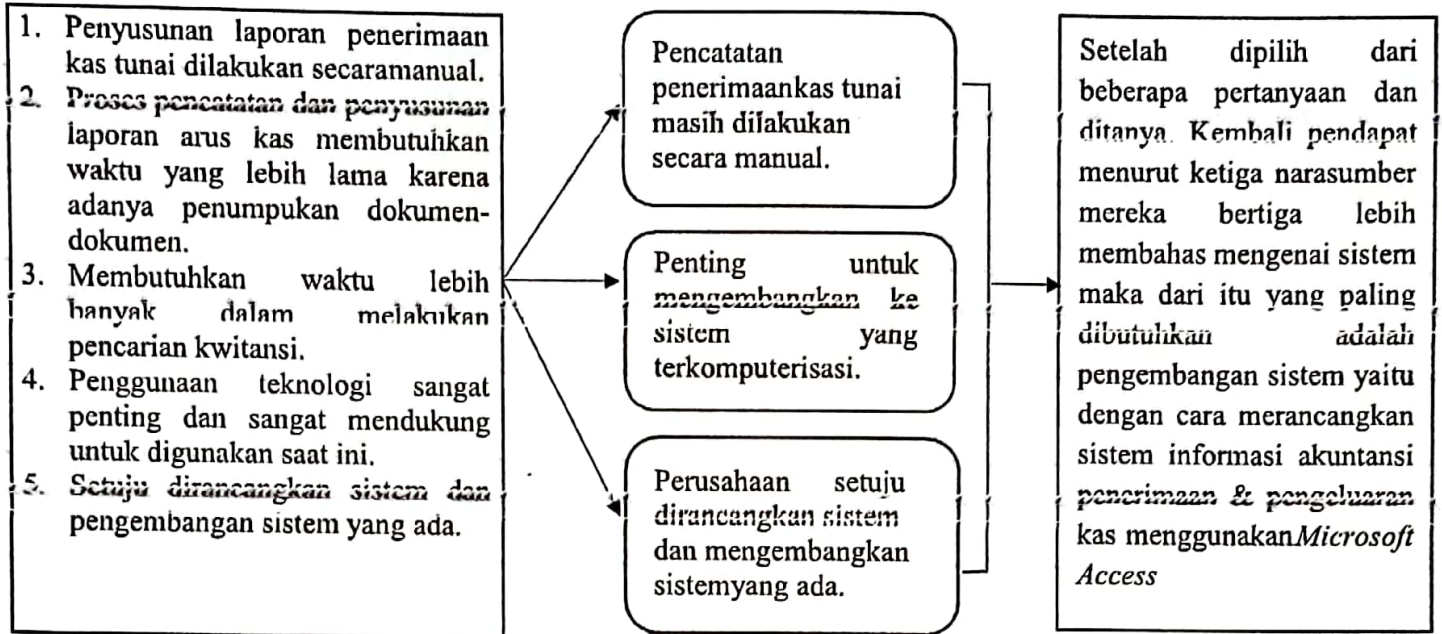 1. Penyusunan laporan penerimaan
kas tunai dilakukan secaramanual.
2. Proses pencatatan dan penyusunan
laporan arus kas membutuhkan
waktu yang lebih lama karena
adanya penumpukan dokumen-
dokumen.
3. Membutuhkan waktu lebih
banyak dalam melakukan
pencarian kwitansi.
4. Penggunaan teknologi sangat
penting dan sangat mendukung
untuk digunakan saat ini.
5. Setuju dirancangkan sistem dan
pengembangan sistem yang ada.
Pencatatan
penerimaankas tunai
masih dilakukan
secara manual.
Penting untuk
mengembangkan ke
sistem yang
terkomputerisasi.
Perusahaan setuju
dirancangkan sistem
dan mengembangkan
sistemyang ada.
Setelah dipilih dari
beberapa pertanyaan dan
ditanya. Kembali pendapat
menurut ketiga narasumber
mereka bertiga lebih
membahas mengenai sistem
maka dari itu yang paling
dibutuhkan adalah
pengembangan sistem yaitu
dengan cara merancangkan
sistem informasi akuntansi
penerimaan & pengeluaran
kas menggunakanMicrosoft
Access